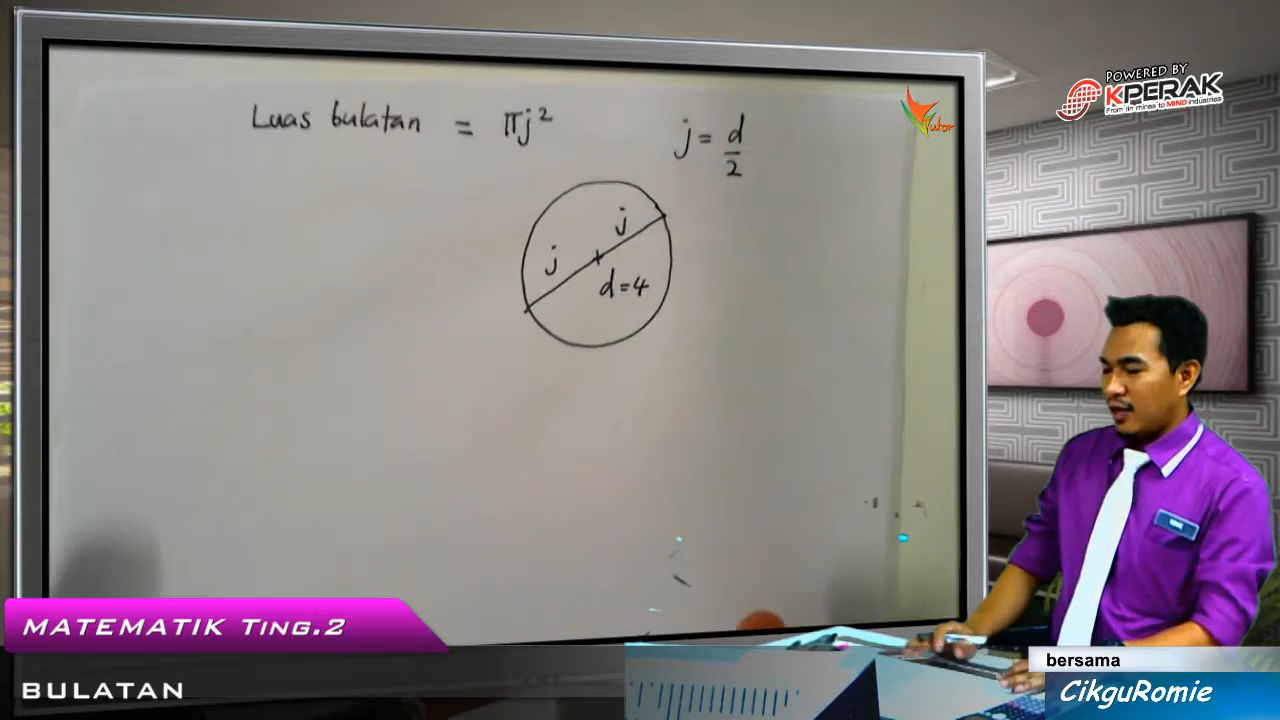 Luas bulatan = πj²
j = d/2
j
j
d=4
POWERED BY
KPERAK
From tin mines to MIND industries
Tutor
MATEMATIK TING.2
BULATAN
bersama
CikguRomie